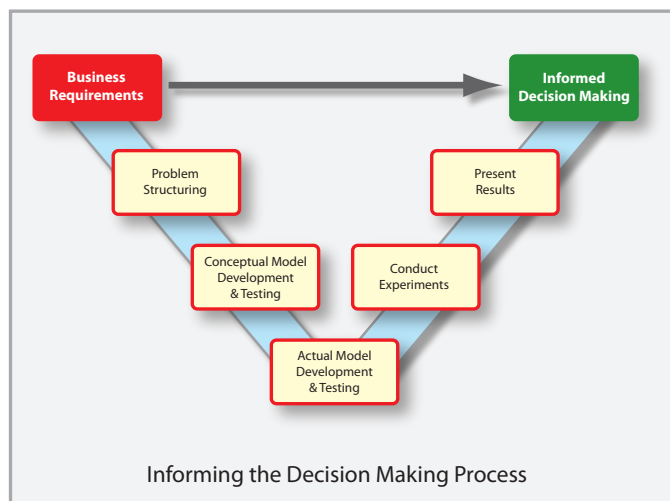 Business
Requirements
Informed
Decision Making
Problem
Structuring
Present
Results
Conceptual Model
Development
& Testing
Conduct
Experiments
Actual Model
Development
& Testing
Informing the Decision Making Process